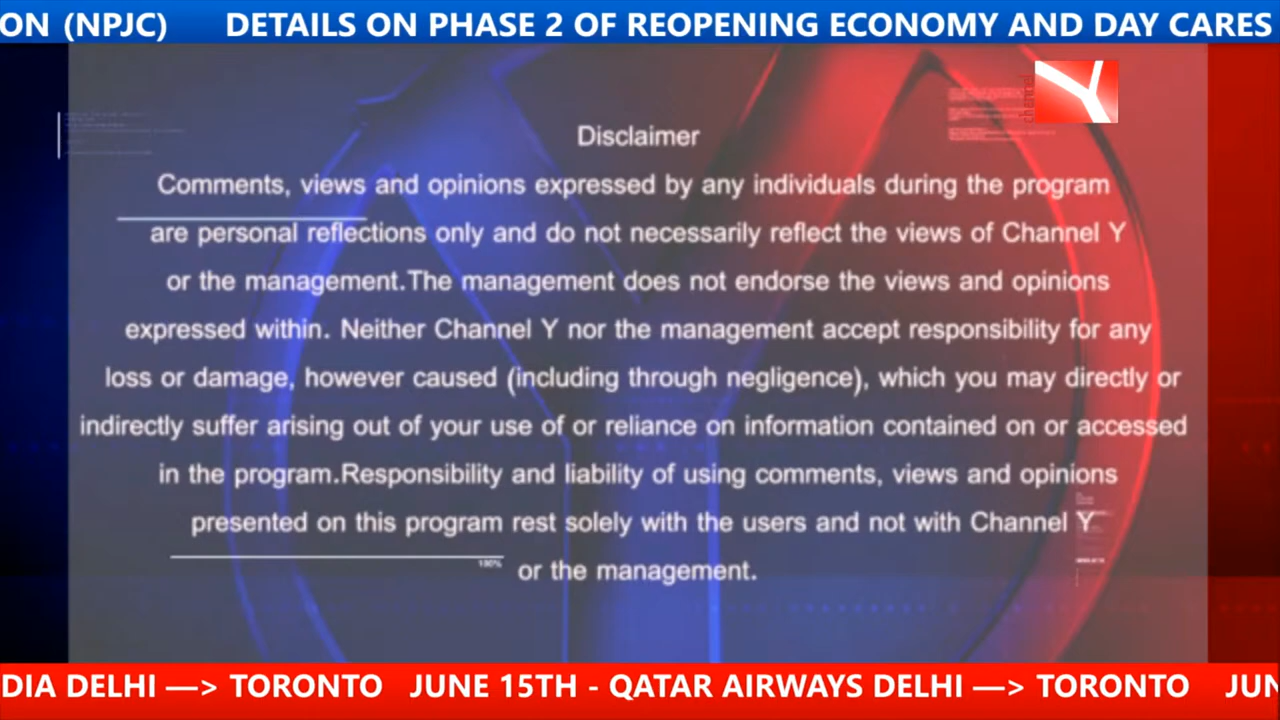 ON (NPJC) DETAILS ON PHASE 2 OF REOPENING ECONOMY AND DAY CARES
channel Y
Disclaimer
Comments, views and opinions expressed by any individuals during the program
are personal reflections only and do not necessarily reflect the views of Channel Y
or the management.The management does not endorse the views and opinions
expressed within. Neither Channel Y nor the management accept responsibility for any
loss or damage, however caused (including through negligence), which you may directly or
indirectly suffer arising out of your use of or reliance on information contained on or accessed
in the program.Responsibility and liability of using comments, views and opinions
presented on this program rest solely with the users and not with Channel Y
100%
or the management.
DIA DELHI —> TORONTO JUNE 15TH - QATAR AIRWAYS DELHI —> TORONTO JUN